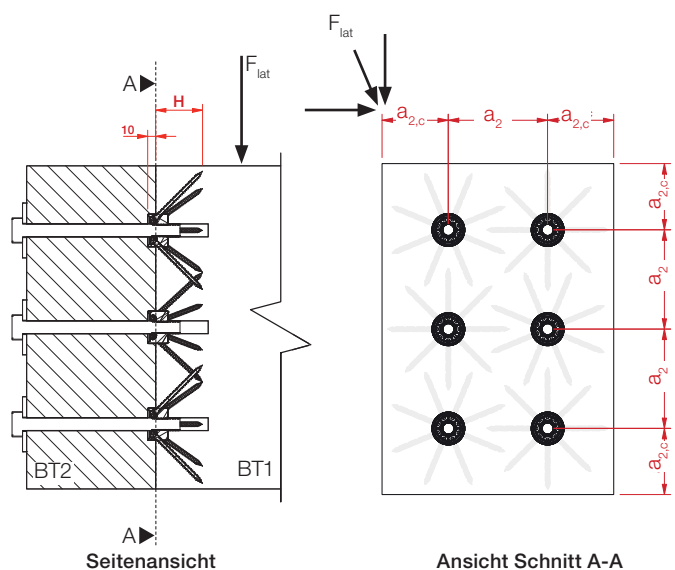 F_lat
A
H
10
BT2
BT1
A
Seitenansicht
F_lat
a_2,c
a_2
a_2,c
a_2,c
a_2
a_2
a_2,c
Ansicht Schnitt A-A